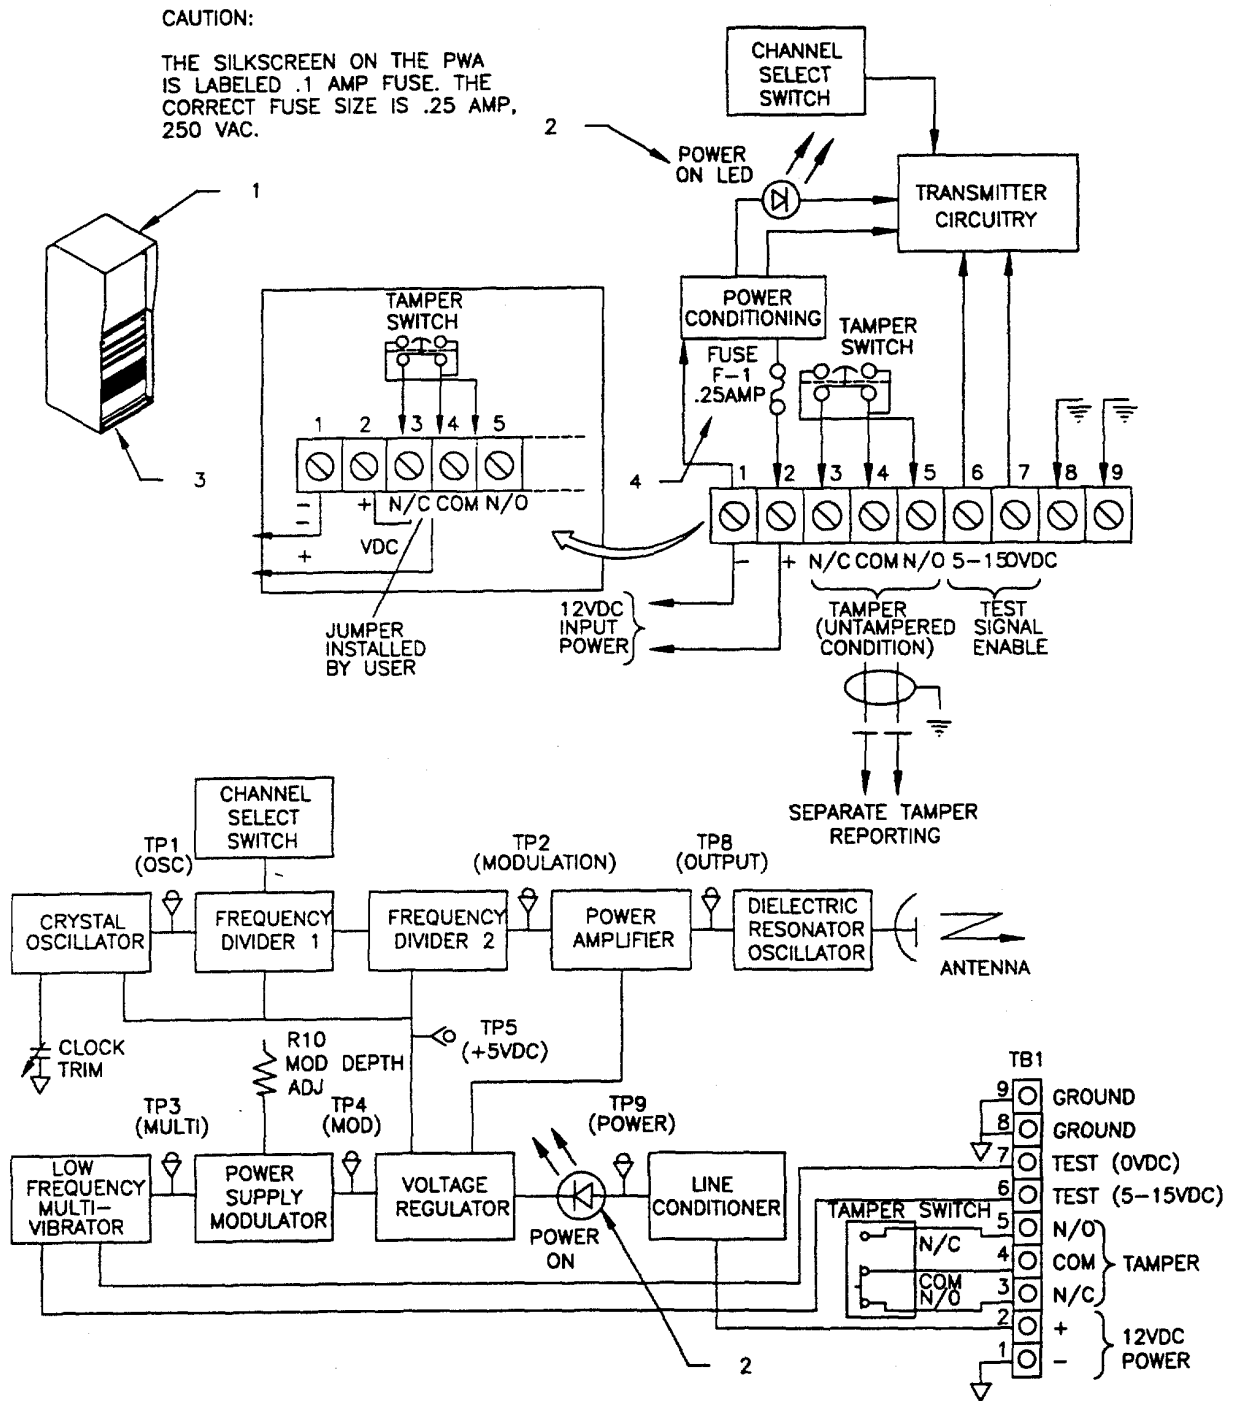 CAUTION:
THE SILKSCREEN ON THE PWA
IS LABELED .1 AMP FUSE. THE
CORRECT FUSE SIZE IS .25 AMP,
250 VAC.
CHANNEL
SELECT
SWITCH
2
POWER
ON LED
TRANSMITTER
CIRCUITRY
1
3
POWER
CONDITIONING
TAMPER
SWITCH
FUSE
F-1
.25AMP
TAMPER
SWITCH
4
1 2 3 4 5
- + N/C COM N/O
-
+
VDC
JUMPER
INSTALLED
BY USER
1 2 3 4 5 6 7 8 9
- + N/C COM N/O 5-15 0VDC
12VDC
INPUT
POWER
TAMPER
(UNTAMPERED
CONDITION)
TEST
SIGNAL
ENABLE
SEPARATE TAMPER
REPORTING
CHANNEL
SELECT
SWITCH
TP1
(OSC)
TP2
(MODULATION)
TP8
(OUTPUT)
CRYSTAL
OSCILLATOR
FREQUENCY
DIVIDER 1
FREQUENCY
DIVIDER 2
POWER
AMPLIFIER
DIELECTRIC
RESONATOR
OSCILLATOR
ANTENNA
CLOCK
TRIM
R10
MOD DEPTH
ADJ
TP5
(+5VDC)
TP3
(MULTI)
TP4
(MOD)
TP9
(POWER)
LOW
FREQUENCY
MULTI-
VIBRATOR
POWER
SUPPLY
MODULATOR
VOLTAGE
REGULATOR
POWER
ON
LINE
CONDITIONER
2
TB1
9 GROUND
8 GROUND
7 TEST (0VDC)
6 TEST (5-15VDC)
TAMPER SWITCH
5 N/O
N/C
4 COM
COM
N/O
3 N/C
TAMPER
2 +
1 -
12VDC
POWER